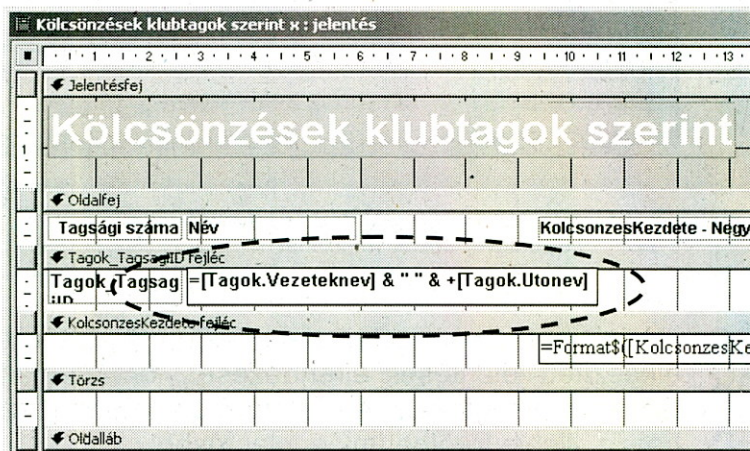 Kölcsönzések klubtagok szerint x : jelentés
1 2 3 4 5 6 7 8 9 10 11 12 13
Jelentésfej
Kölcsönzések klubtagok szerint
1
Oldalfej
Tagsági száma Név KolcsonzesKezdete - Negy
Tagok_TagsagiID fejléc
Tagok_Tagsag =[Tagok.Vezeteknev] & " " & +[Tagok.Utonev]
iID
KolcsonzesKezdete fejléc
=Format$([KolcsonzesKe
Törzs
Oldalláb